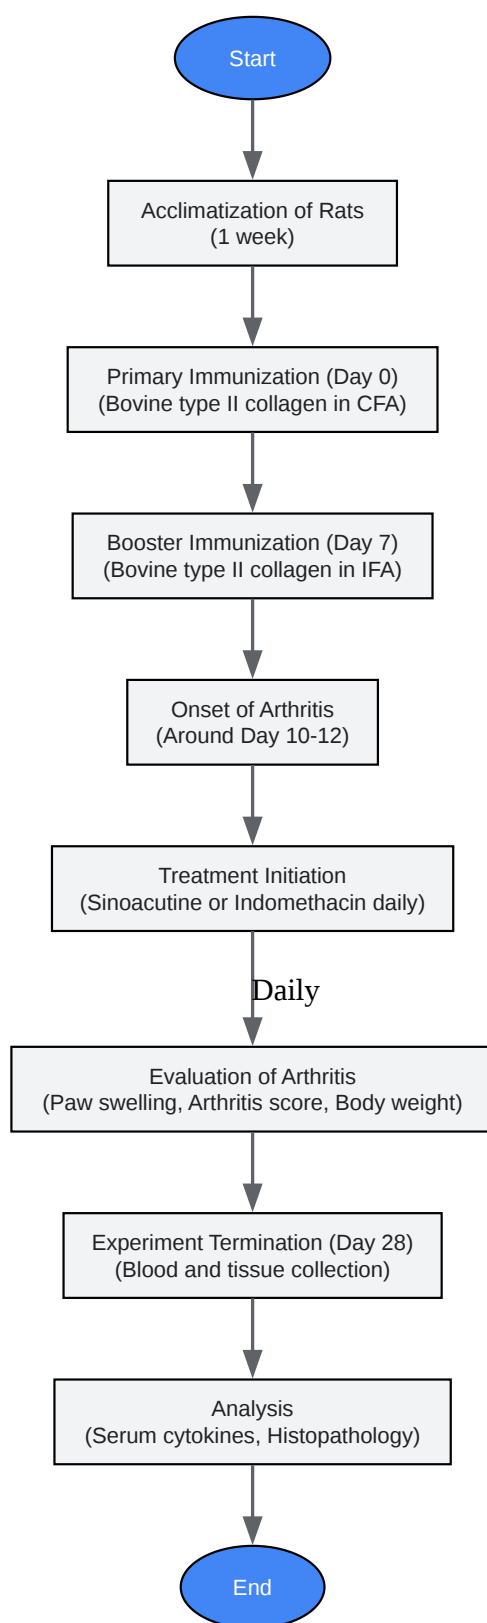 Start
Acclimatization of Rats
(1 week)
Primary Immunization (Day 0)
(Bovine type II collagen in CFA)
Booster Immunization (Day 7)
(Bovine type II collagen in IFA)
Onset of Arthritis
(Around Day 10-12)
Treatment Initiation
(Sinoacutine or Indomethacin daily)
Daily
Evaluation of Arthritis
(Paw swelling, Arthritis score, Body weight)
Experiment Termination (Day 28)
(Blood and tissue collection)
Analysis
(Serum cytokines, Histopathology)
End